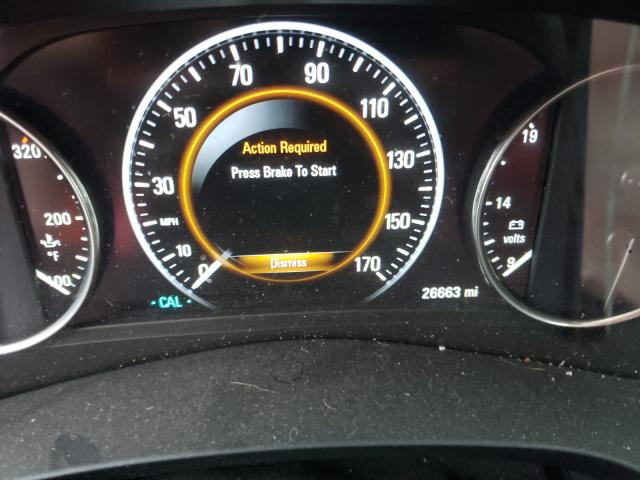 320
200
°F
100
10
30
50
70
90
110
130
150
170
0
MPH
Action Required
Press Brake To Start
Dismiss
CAL
26663 mi
19
14
volts
9